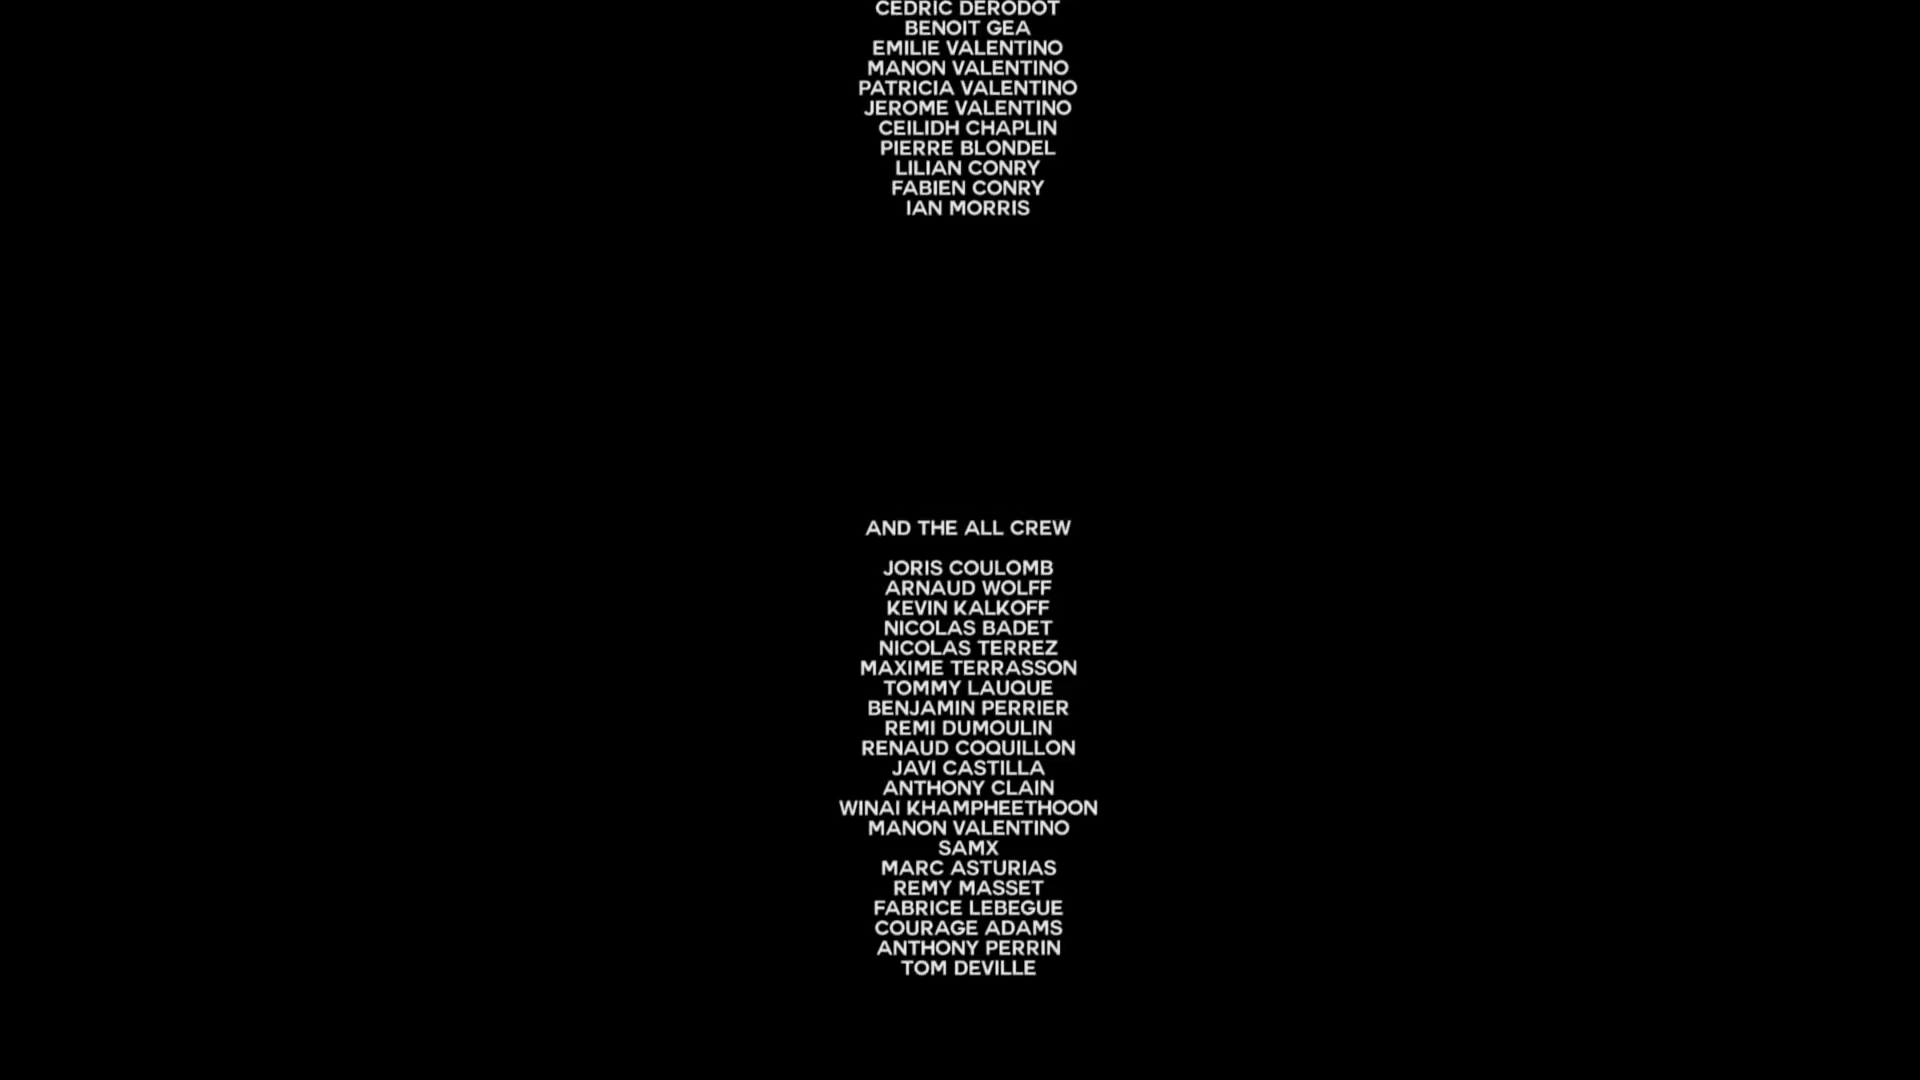 CEDRIC DERODOT
BENOIT GEA
EMILIE VALENTINO
MANON VALENTINO
PATRICIA VALENTINO
JEROME VALENTINO
CEILIDH CHAPLIN
PIERRE BLONDEL
LILIAN CONRY
FABIEN CONRY
IAN MORRIS
AND THE ALL CREW
JORIS COULOMB
ARNAUD WOLFF
KEVIN KALKOFF
NICOLAS BADET
NICOLAS TERREZ
MAXIME TERRASSON
TOMMY LAUQUE
BENJAMIN PERRIER
REMI DUMOULIN
RENAUD COQUILLON
JAVI CASTILLA
ANTHONY CLAIN
WINAI KHAMPHEETHOON
MANON VALENTINO
SAMX
MARC ASTURIAS
REMY MASSET
FABRICE LEBEGUE
COURAGE ADAMS
ANTHONY PERRIN
TOM DEVILLE